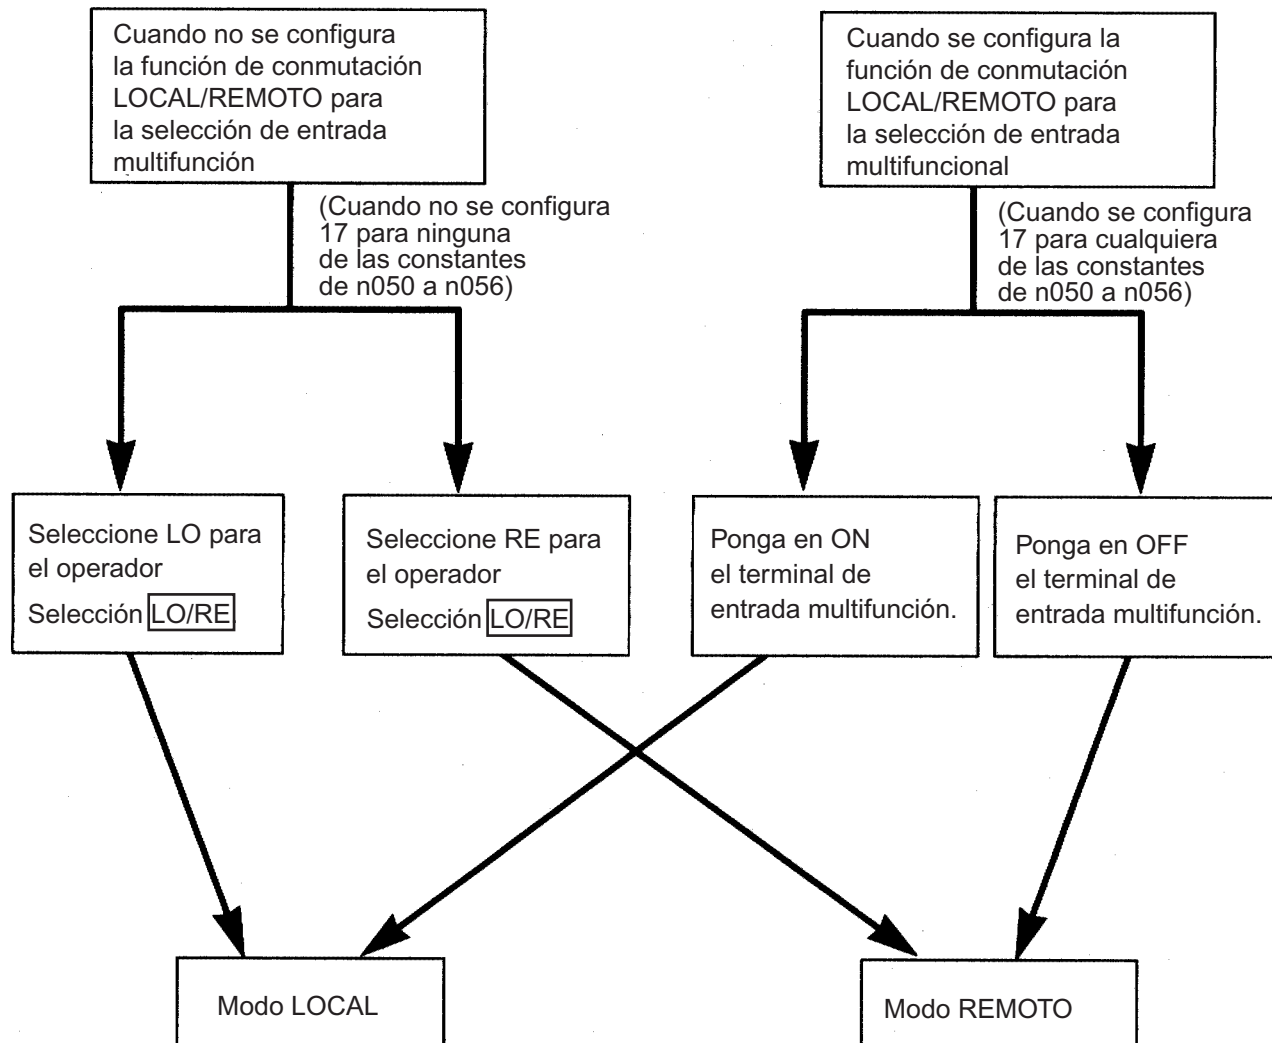 Cuando no se configura
la función de conmutación
LOCAL/REMOTO para
la selección de entrada
multifunción
Cuando se configura la
función de conmutación
LOCAL/REMOTO para
la selección de entrada
multifuncional
(Cuando no se configura
17 para ninguna
de las constantes
de n050 a n056)
(Cuando se configura
17 para cualquiera
de las constantes
de n050 a n056)
Seleccione LO para
el operador
Selección LO/RE
Seleccione RE para
el operador
Selección LO/RE
Ponga en ON
el terminal de
entrada multifunción.
Ponga en OFF
el terminal de
entrada multifunción.
Modo LOCAL
Modo REMOTO